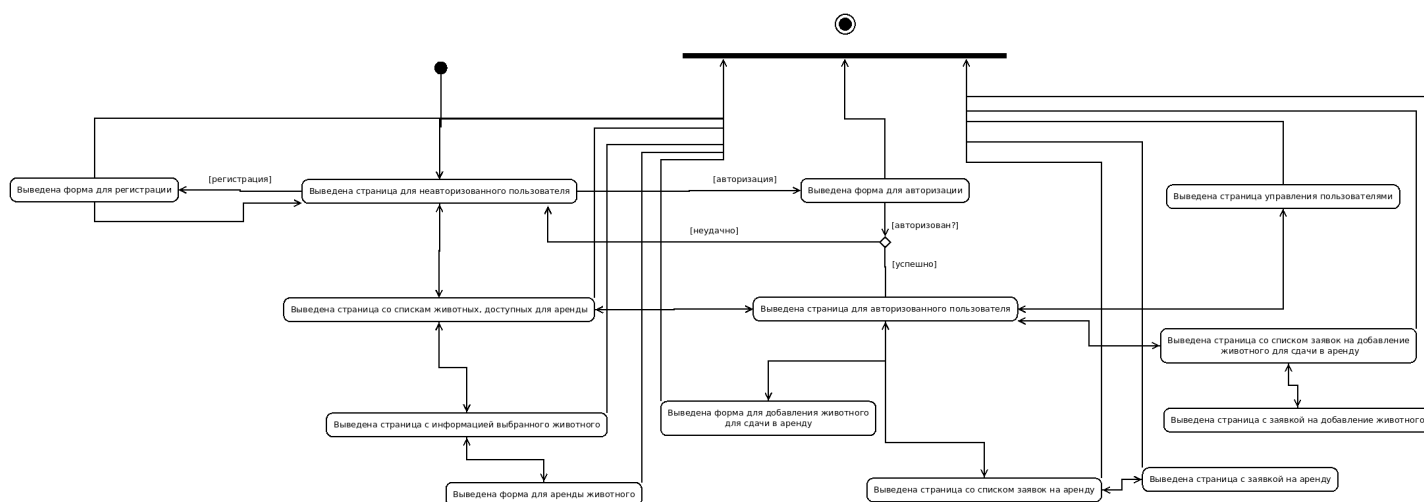 [регистрация]
[авторизация]
Выведена форма для регистрации
Выведена страница для неавторизованного пользователя
Выведена форма для авторизации
Выведена страница управления пользователями
[неудачно]
[авторизован?]
[успешно]
Выведена страница со спискам животных, доступных для аренды
Выведена страница для авторизованного пользователя
Выведена страница со списком заявок на добавление
животного для сдачи в аренду
Выведена страница с информацией выбранного животного
Выведена форма для добавления животного
для сдачи в аренду
Выведена страница с заявкой на добавление животного
Выведена форма для аренды животного
Выведена страница со списком заявок на аренду
Выведена страница с заявкой на аренду